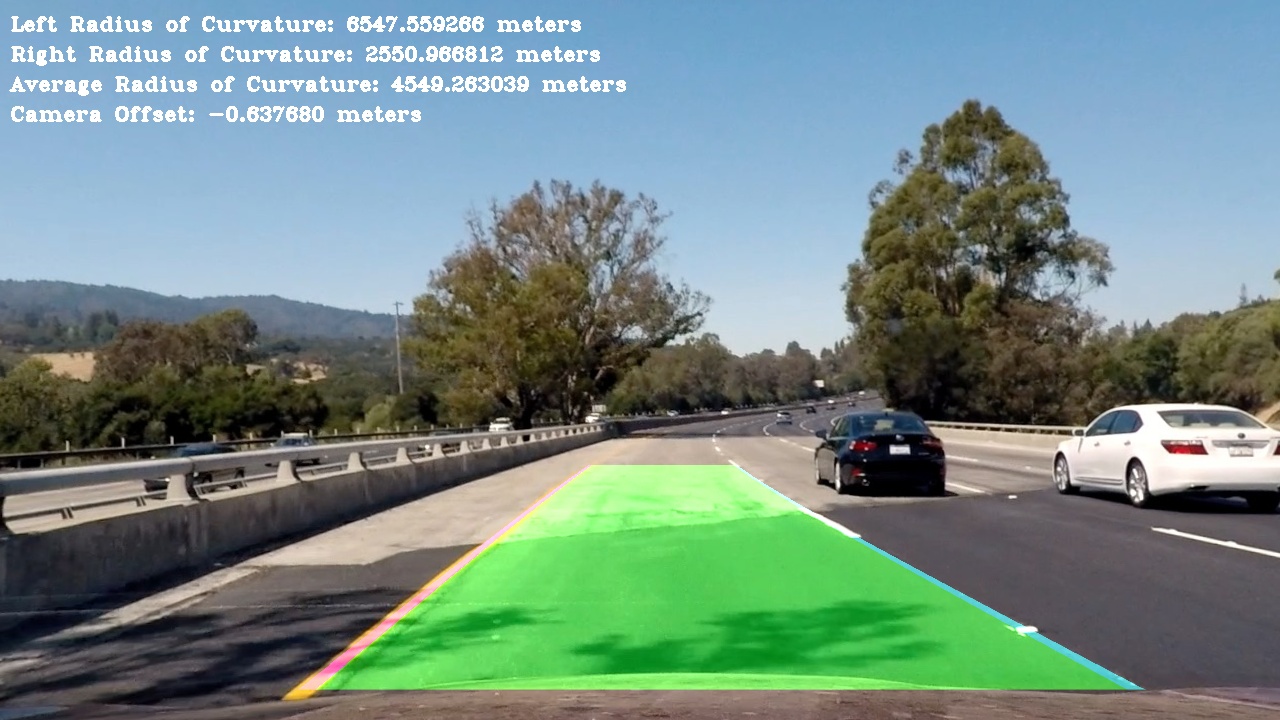 Left Radius of Curvature: 6547.559266 meters
Right Radius of Curvature: 2550.966812 meters
Average Radius of Curvature: 4549.263039 meters
Camera Offset: -0.637680 meters